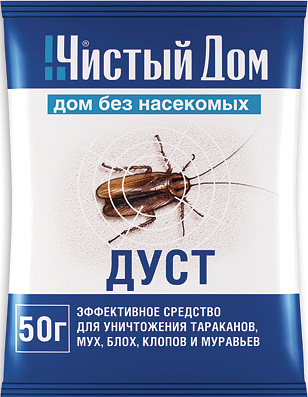 Чистый Дом®
дом без насекомых
ДУСТ
50г
ЭФФЕКТИВНОЕ СРЕДСТВО
ДЛЯ УНИЧТОЖЕНИЯ ТАРАКАНОВ,
МУХ, БЛОХ, КЛОПОВ И МУРАВЬЕВ